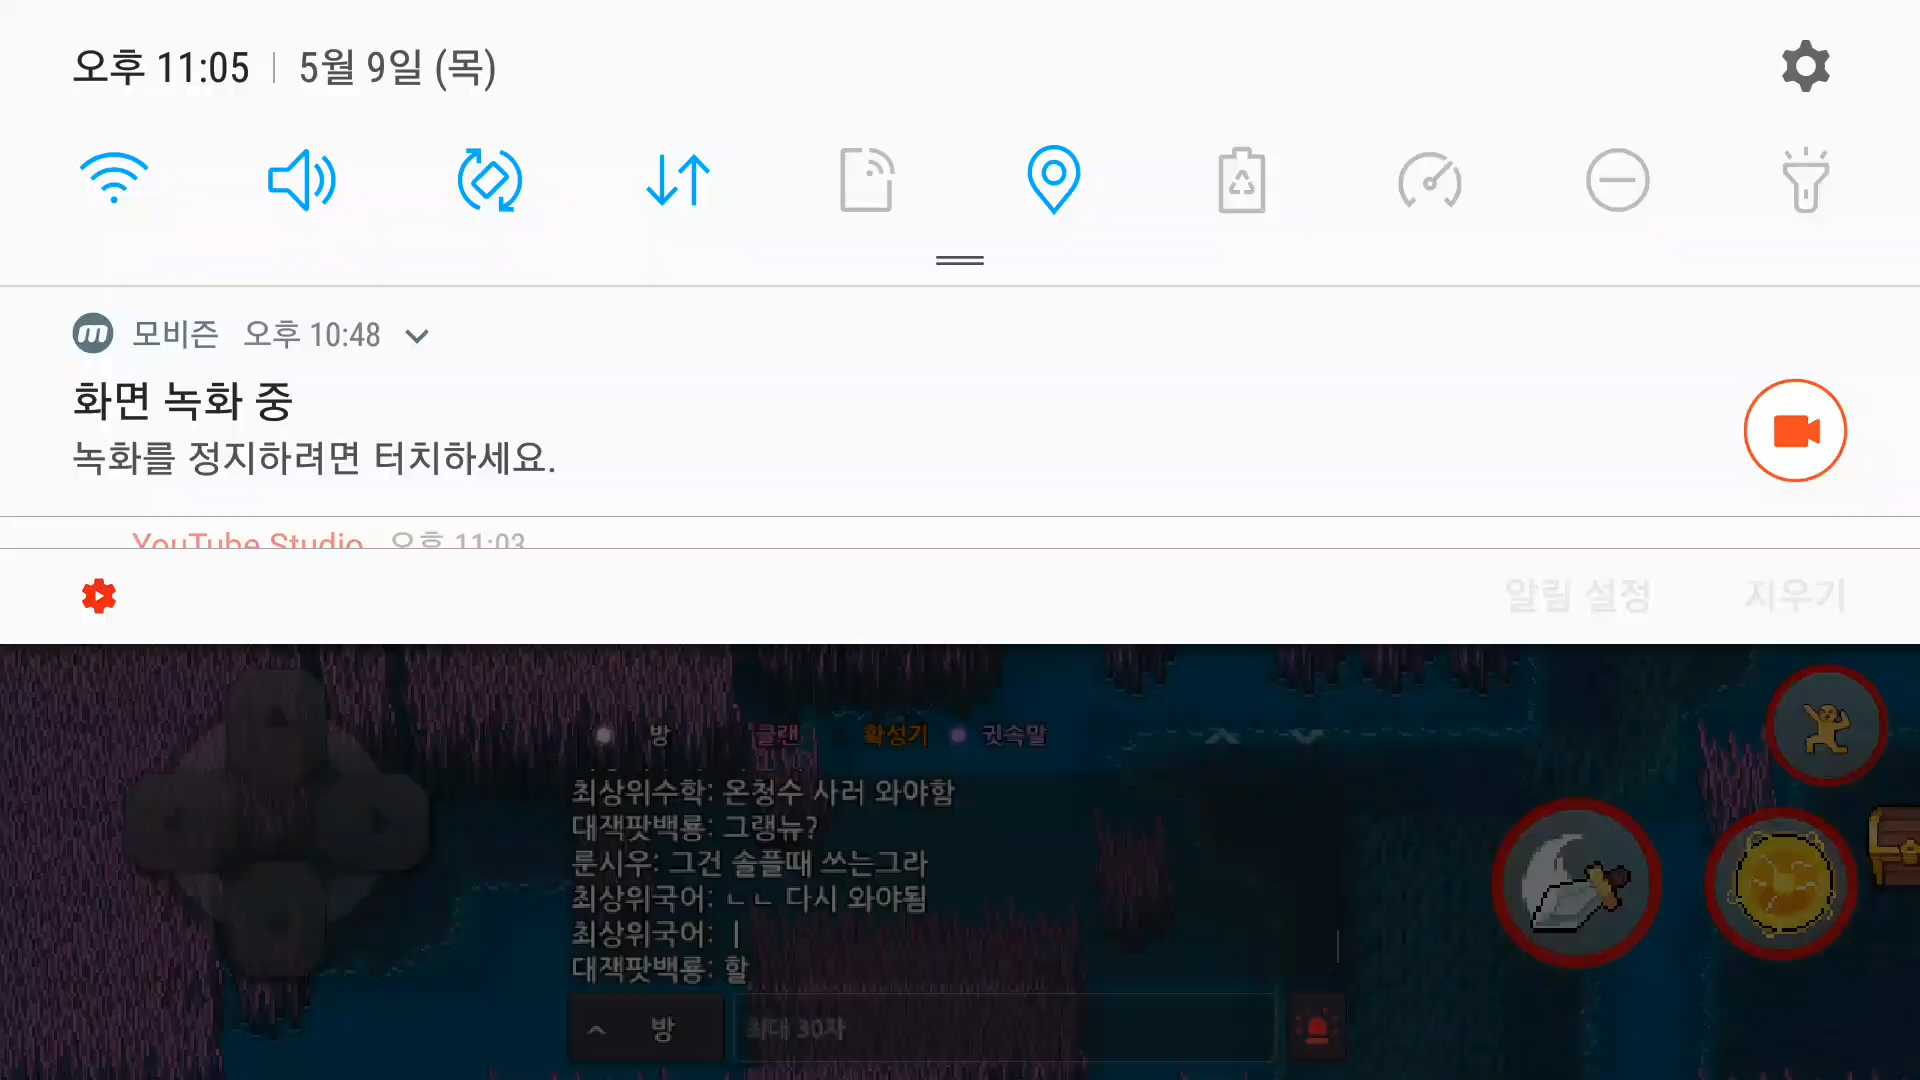 오후 11:05 | 5월 9일 (목)
모비즌 오후 10:48
화면 녹화 중
녹화를 정지하려면 터치하세요.
YouTube Studio 오후 11:03
알림 설정 지우기
방 클랜 확성기 귓속말
최상위수학: 온청수 사러 와야함
대잭팟백룡: 그랭뉴?
룬시우: 그건 솔플때 쓰는그라
최상위국어: ㄴㄴ 다시 와야됨
최상위국어: ㅣ
대잭팟백룡: 할
방 최대 30자